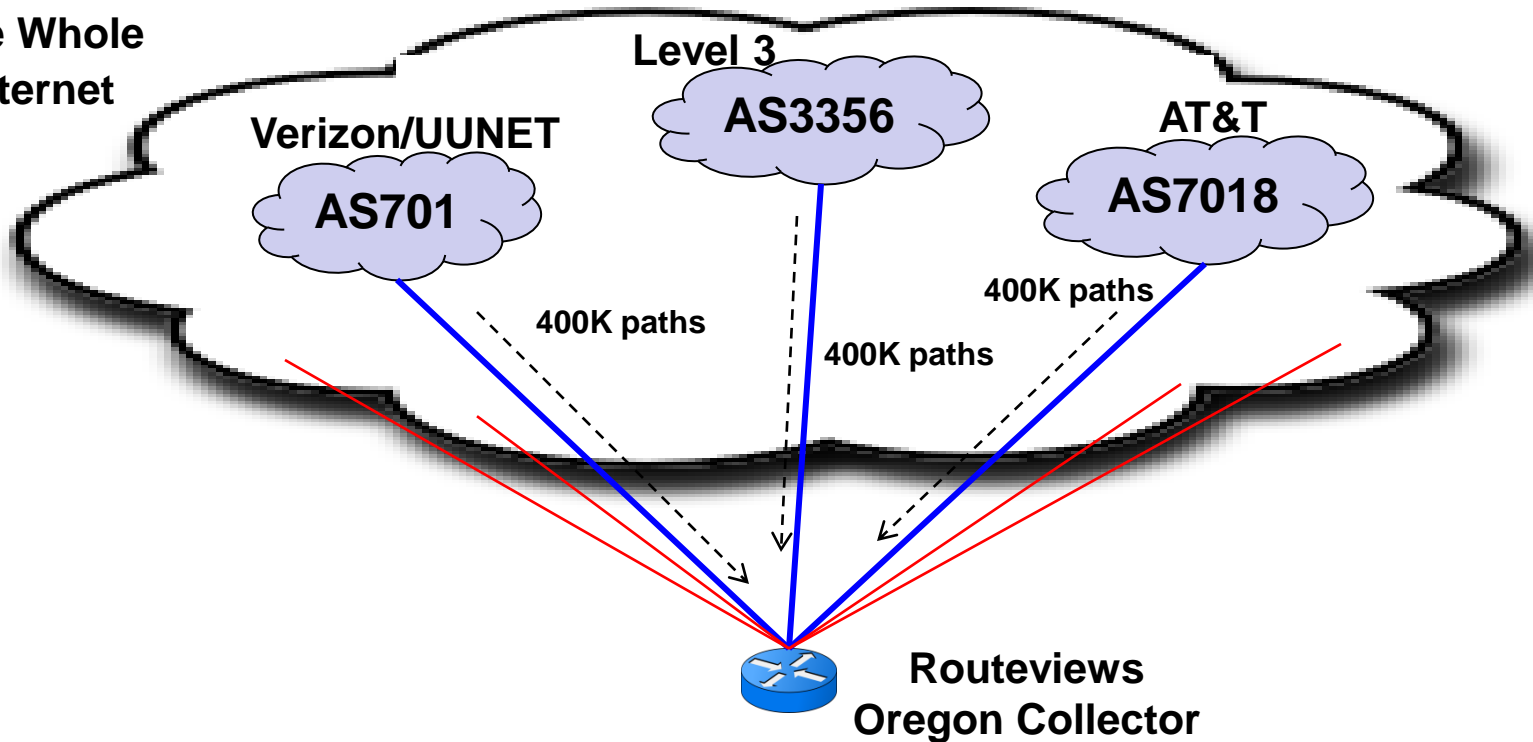 e Whole
ternet
Level 3
AS3356
Verizon/UUNET
AS701
AT&T
AS7018
400K paths
400K paths
400K paths
Routeviews
Oregon Collector